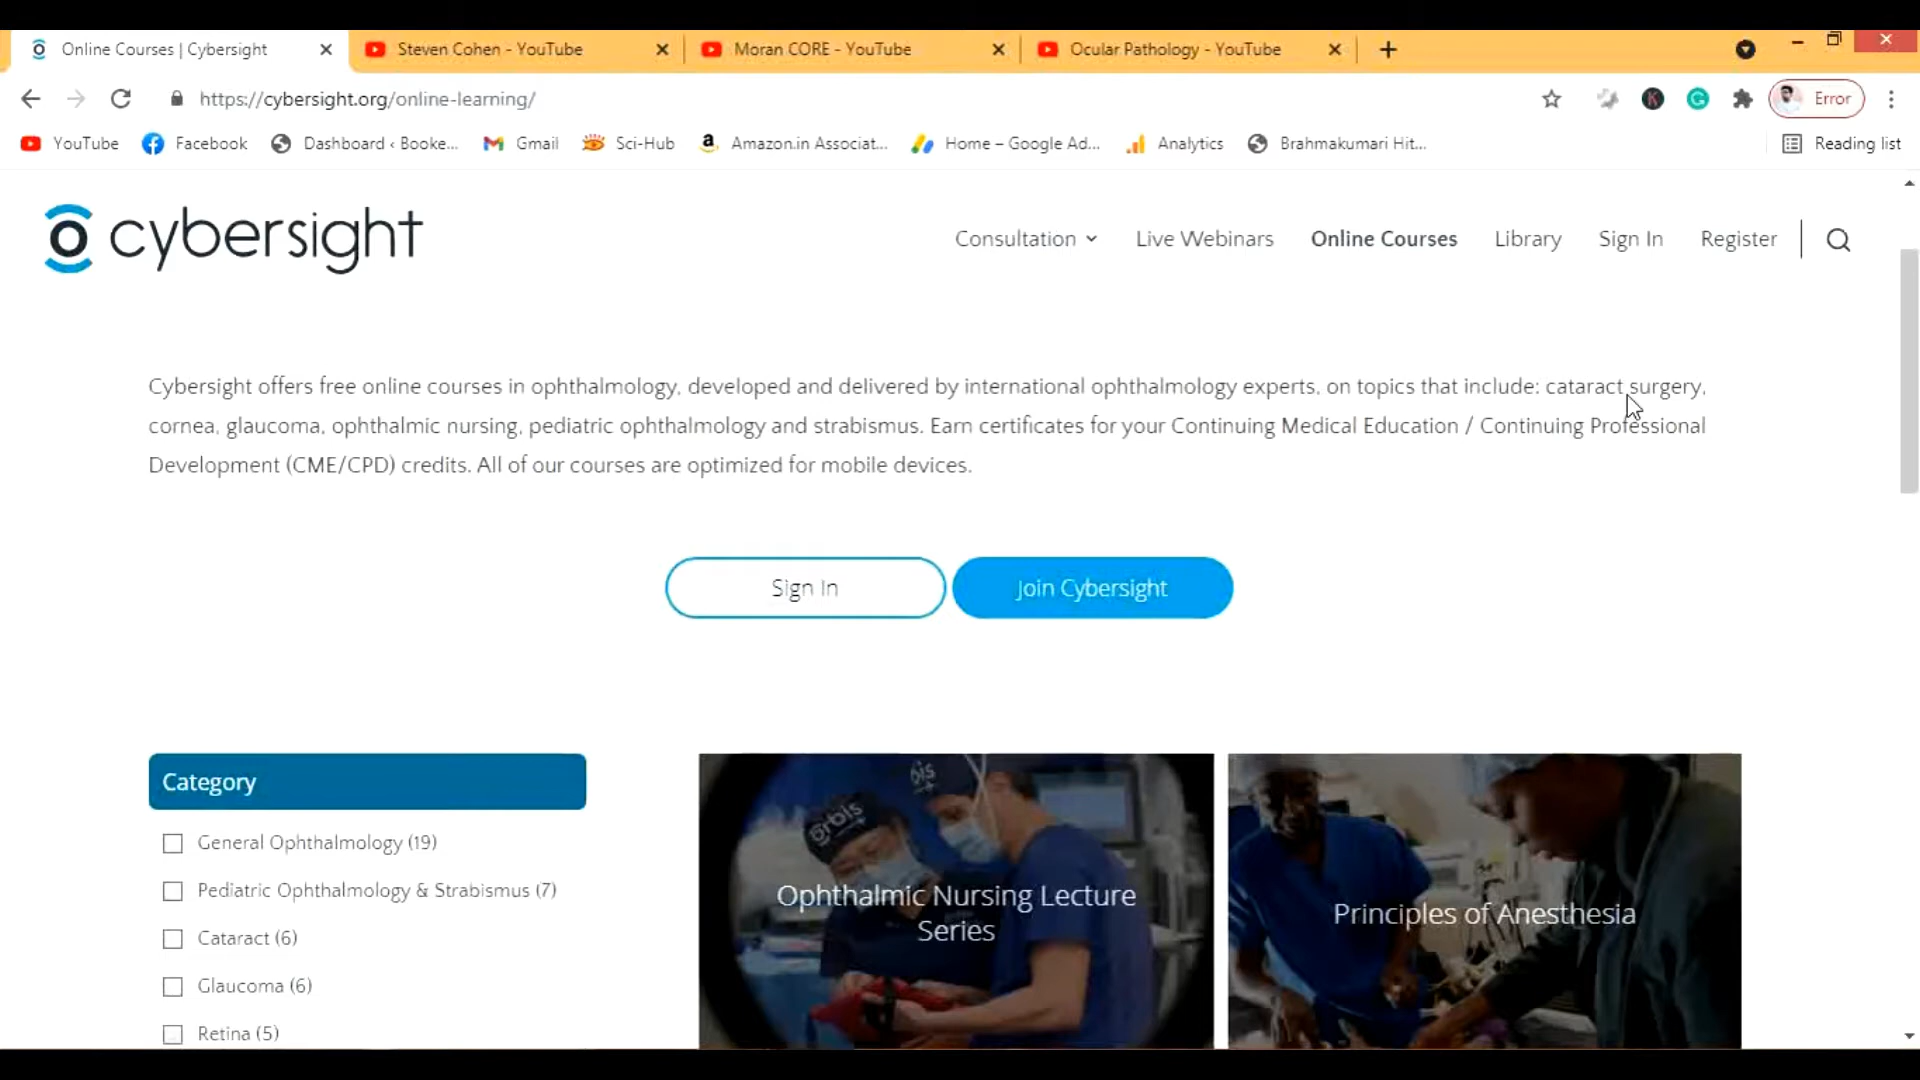 Online Courses | Cybersight
Steven Cohen - YouTube
Moran CORE - YouTube
Ocular Pathology - YouTube
https://cybersight.org/online-learning/
Error
YouTube
Facebook
Dashboard ‹ Booke...
Gmail
Sci-Hub
Amazon.in Associat...
Home – Google Ad...
Analytics
Brahmakumari Hit...
Reading list
cybersight
Consultation
Live Webinars
Online Courses
Library
Sign In
Register
Cybersight offers free online courses in ophthalmology, developed and delivered by international ophthalmology experts, on topics that include: cataract surgery,
cornea, glaucoma, ophthalmic nursing, pediatric ophthalmology and strabismus. Earn certificates for your Continuing Medical Education / Continuing Professional
Development (CME/CPD) credits. All of our courses are optimized for mobile devices.
Sign In
Join Cybersight
Category
General Ophthalmology (19)
Pediatric Ophthalmology & Strabismus (7)
Cataract (6)
Glaucoma (6)
Retina (5)
Orbis
Ophthalmic Nursing Lecture
Series
Principles of Anesthesia